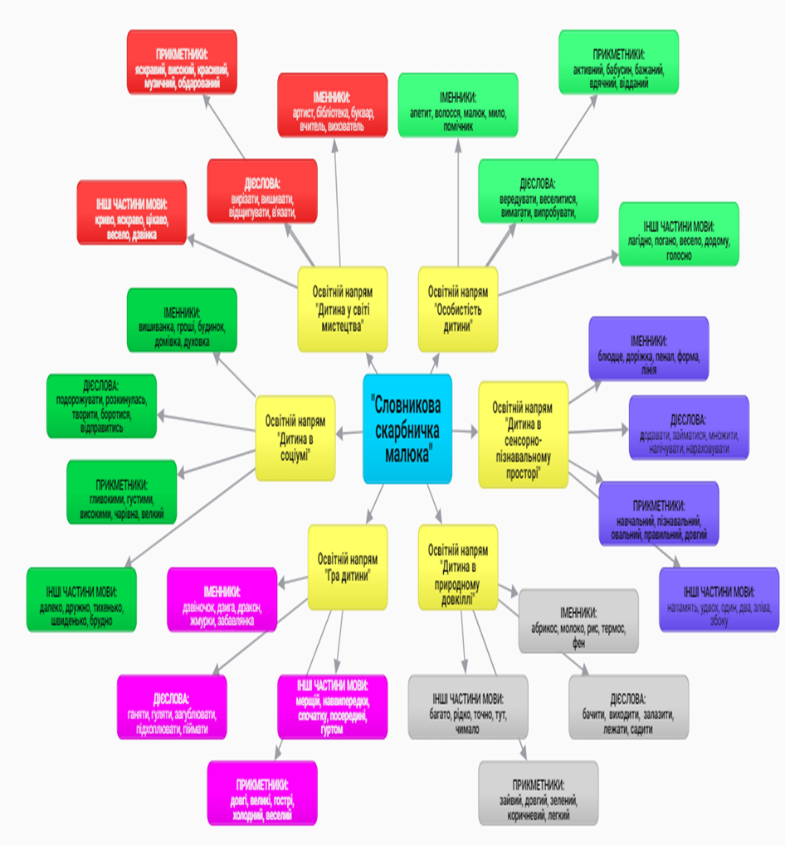 ПРИКМЕТНИКИ:
яскравий, високий, красивий,
музичний, обдарований
ІМЕННИКИ:
артист, бібліотека, буквар,
вчитель, вихователь
ІМЕННИКИ:
апетит, волосся, малюк, мило,
помічник
ПРИКМЕТНИКИ:
активний, бабусин, бажаний,
вдячний, відданий
ІНШІ ЧАСТИНИ МОВИ:
криво, яскраво, цікаво,
весело, дзвінка
ДІЄСЛОВА:
вирізати, вишивати,
відщипувати, в'язати,
ДІЄСЛОВА:
вередувати, веселитися,
вимагати, випробувати,
ІНШІ ЧАСТИНИ МОВИ:
лагідно, погано, весело, додому,
голосно
Освітній напрям
"Дитина у світі
мистецтва"
Освітній напрям
"Особистість
дитини"
ІМЕННИКИ:
вишиванка, гроші, будинок,
домівка, духовка
ІМЕННИКИ:
блюдце, доріжка, пенал, форма,
лінія
ДІЄСЛОВА:
подорожувати, розкинулась,
творити, боротися,
відправитись
Освітній напрям
"Дитина в
соціумі"
"Словникова
скарбничка
малюка"
Освітній напрям
"Дитина в
сенсорно-
пізнавальному
просторі"
ДІЄСЛОВА:
додавати, займатися, множити,
налічувати, нараховувати
ПРИКМЕТНИКИ:
гливокими, густими,
високими, чарівна, велкий
ПРИКМЕТНИКИ:
навчальний, пізнавальний,
овальний, правильний, довгий
ІНШІ ЧАСТИНИ МОВИ:
далеко, дружно, тихенько,
швиденько, брудно
ІМЕННИКИ:
дзвіночок, дзига, дракон,
жмурки, забавлянка
Освітній напрям
"Гра дитини"
Освітній напрям
"Дитина в
природному
довкіллі"
ІМЕННИКИ:
абрикос, молоко, рис, термос,
фен
ІНШІ ЧАСТИНИ МОВИ:
напам'ять, удвох, один, два, зліва,
збоку
ДІЄСЛОВА:
ганяти, гуляти, загублювати,
підхоплювати, піймати
ІНШІ ЧАСТИНИ МОВИ:
мерщій, наввипередки,
спочатку, посередині,
гуртом
ІНШІ ЧАСТИНИ МОВИ:
багато, рідко, точно, тут,
чимало
ДІЄСЛОВА:
бачити, виходити, залазити,
лежати, садити
ПРИКМЕТНИКИ:
довгі, великі, гострі,
холодний, веселий
ПРИКМЕТНИКИ:
зайвий, довгий, зелений,
коричневий, легкий